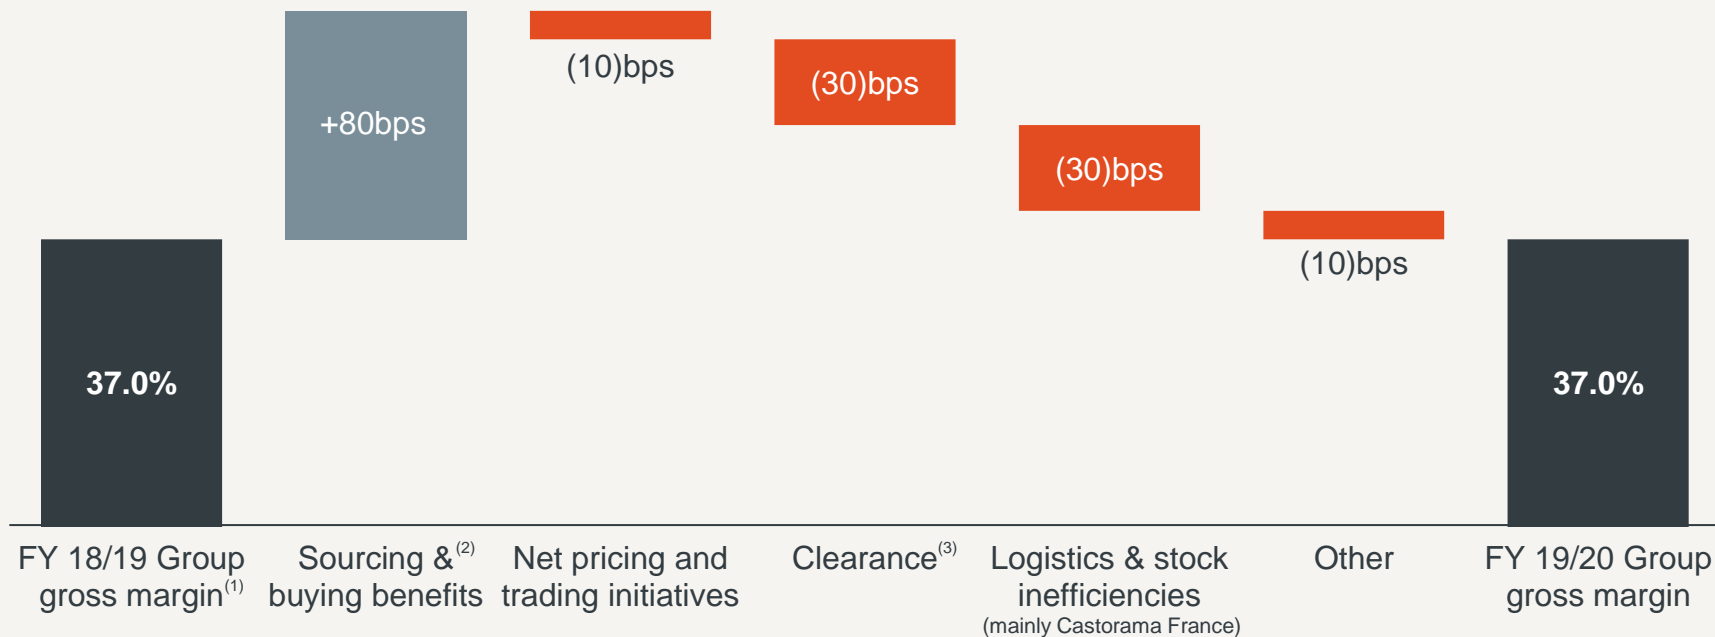 +80bps
(10)bps
(30)bps
(30)bps
(10)bps
37.0%
37.0%
FY 18/19 Group
gross margin(1)
Sourcing &(2)
buying benefits
Net pricing and
trading initiatives
Clearance(3)
Logistics & stock
inefficiencies
(mainly Castorama France)
Other
FY 19/20 Group
gross margin